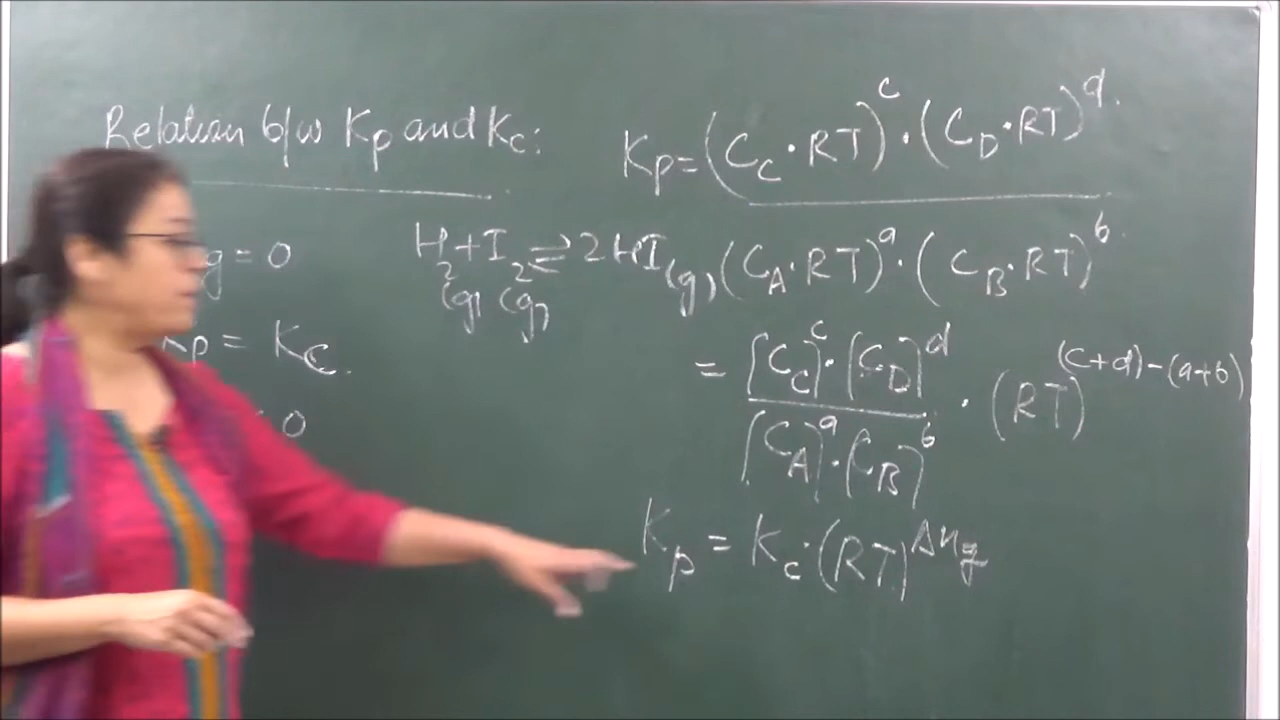 Relation b/w Kp and Kc:
g = 0
Kp = Kc.
0
H2 + I2 ⇌ 2HI(g)
(g) (g)
Kp = (CC · RT)^c · (CD · RT)^d.
(CA · RT)^a · (CB · RT)^b.
= [CC]^c · [CD]^d · (RT)^(c+d)-(a+b)
[CA]^a · [CB]^b
Kp = Kc · (RT)^Δng